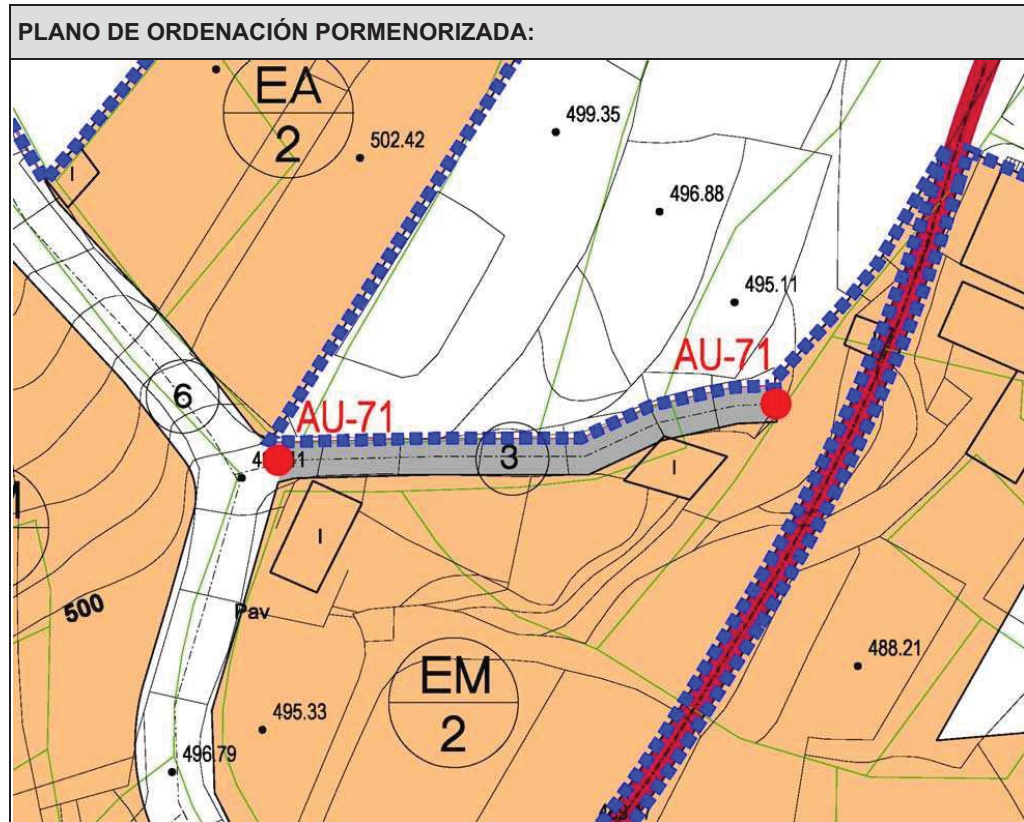 PLANO DE ORDENACIÓN PORMENORIZADA:
EA
2
502.42
499.35
496.88
495.11
I
AU-71
AU-71
6
3
I
I
500
Pav
EM
2
488.21
495.33
496.79